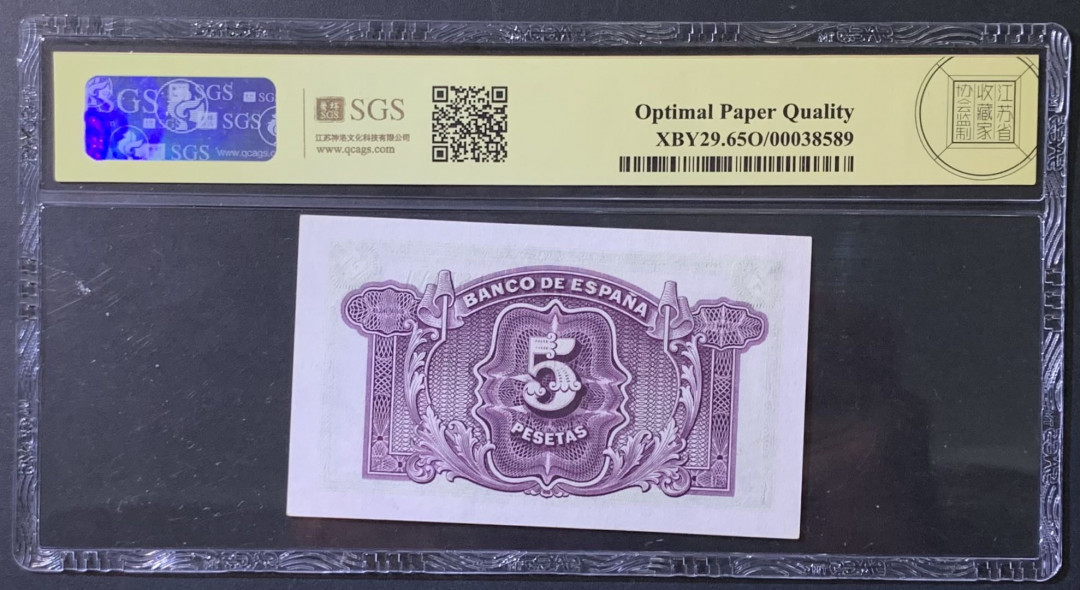 SGS
SGS
SG
SGS
SGS
www.qcags.c
SGS
SGS
江苏神洛文化科技有限公司
www.qcags.com
Optimal Paper Quality
XBY29.65O/00038589
江苏省
收藏家
协会监制
BANCO DE ESPAÑA
5
PESETAS